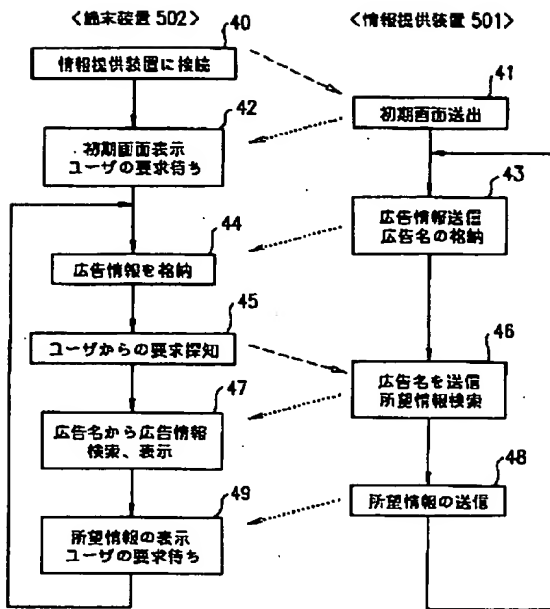 <端末装置 502>
<情報提供装置 501>
40
情報提供装置に接続
41
初期画面送出
42
初期画面表示
ユーザの要求待ち
43
広告情報送信
広告名の格納
44
広告情報を格納
45
ユーザからの要求探知
46
広告名を送信
所望情報検索
47
広告名から広告情報
検索、表示
48
所望情報の送信
49
所望情報の表示
ユーザの要求待ち